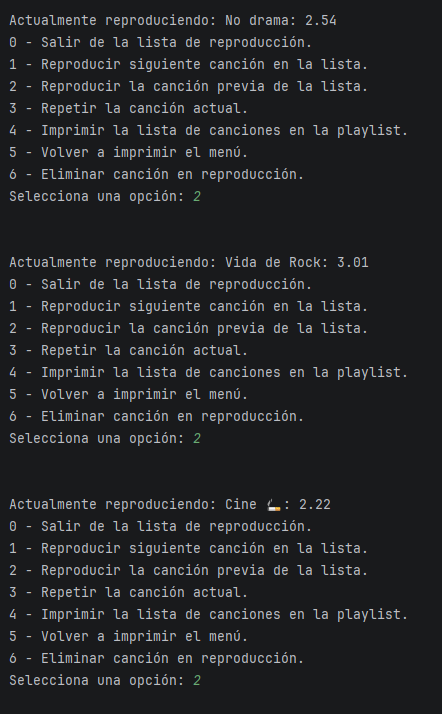 Actualmente reproduciendo: No drama: 2.54
0 - Salir de la lista de reproducción.
1 - Reproducir siguiente canción en la lista.
2 - Reproducir la canción previa de la lista.
3 - Repetir la canción actual.
4 - Imprimir la lista de canciones en la playlist.
5 - Volver a imprimir el menú.
6 - Eliminar canción en reproducción.
Selecciona una opción: 2
Actualmente reproduciendo: Vida de Rock: 3.01
0 - Salir de la lista de reproducción.
1 - Reproducir siguiente canción en la lista.
2 - Reproducir la canción previa de la lista.
3 - Repetir la canción actual.
4 - Imprimir la lista de canciones en la playlist.
5 - Volver a imprimir el menú.
6 - Eliminar canción en reproducción.
Selecciona una opción: 2
Actualmente reproduciendo: Cine 🚬: 2.22
0 - Salir de la lista de reproducción.
1 - Reproducir siguiente canción en la lista.
2 - Reproducir la canción previa de la lista.
3 - Repetir la canción actual.
4 - Imprimir la lista de canciones en la playlist.
5 - Volver a imprimir el menú.
6 - Eliminar canción en reproducción.
Selecciona una opción: 2